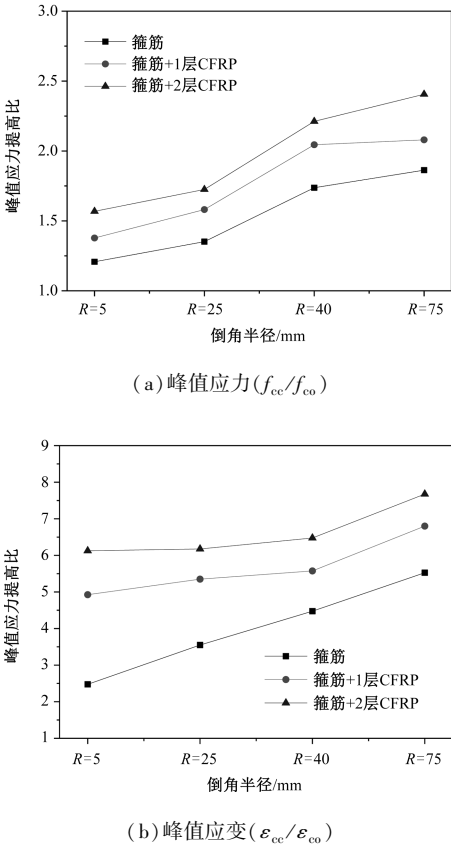 3.0
2.5
2.0
1.5
1.0
峰值应力提高比
箍筋
箍筋+1层CFRP
箍筋+2层CFRP
R=5 R=25 R=40 R=75
倒角半径/mm
(a)峰值应力(fcc/fco)
9
8
7
6
5
4
3
2
1
峰值应力提高比
箍筋
箍筋+1层CFRP
箍筋+2层CFRP
R=5 R=25 R=40 R=75
倒角半径/mm
(b)峰值应变(εcc/εco)